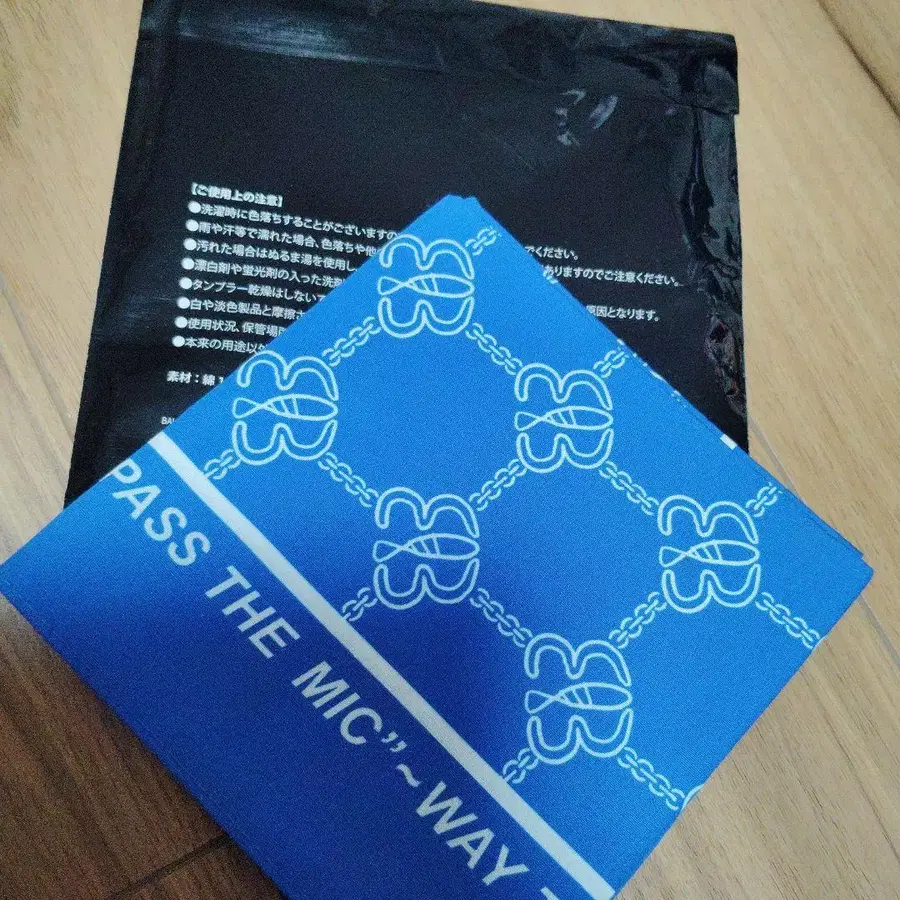 【ご使用上の注意】
●洗濯時に色落ちすることがございますの
でください。
●雨や汗等で濡れた場合、色落ちや他
ありますのでご注意ください。
●汚れた場合はぬるま湯を使用し
●漂白剤や蛍光剤の入った洗剤
●タンブラー乾燥はしないで
原因となります。
●白や淡色製品と摩擦さ
●使用状況、保管場所
●本来の用途以外
素材：綿
BA
PASS THE MIC”~WAY